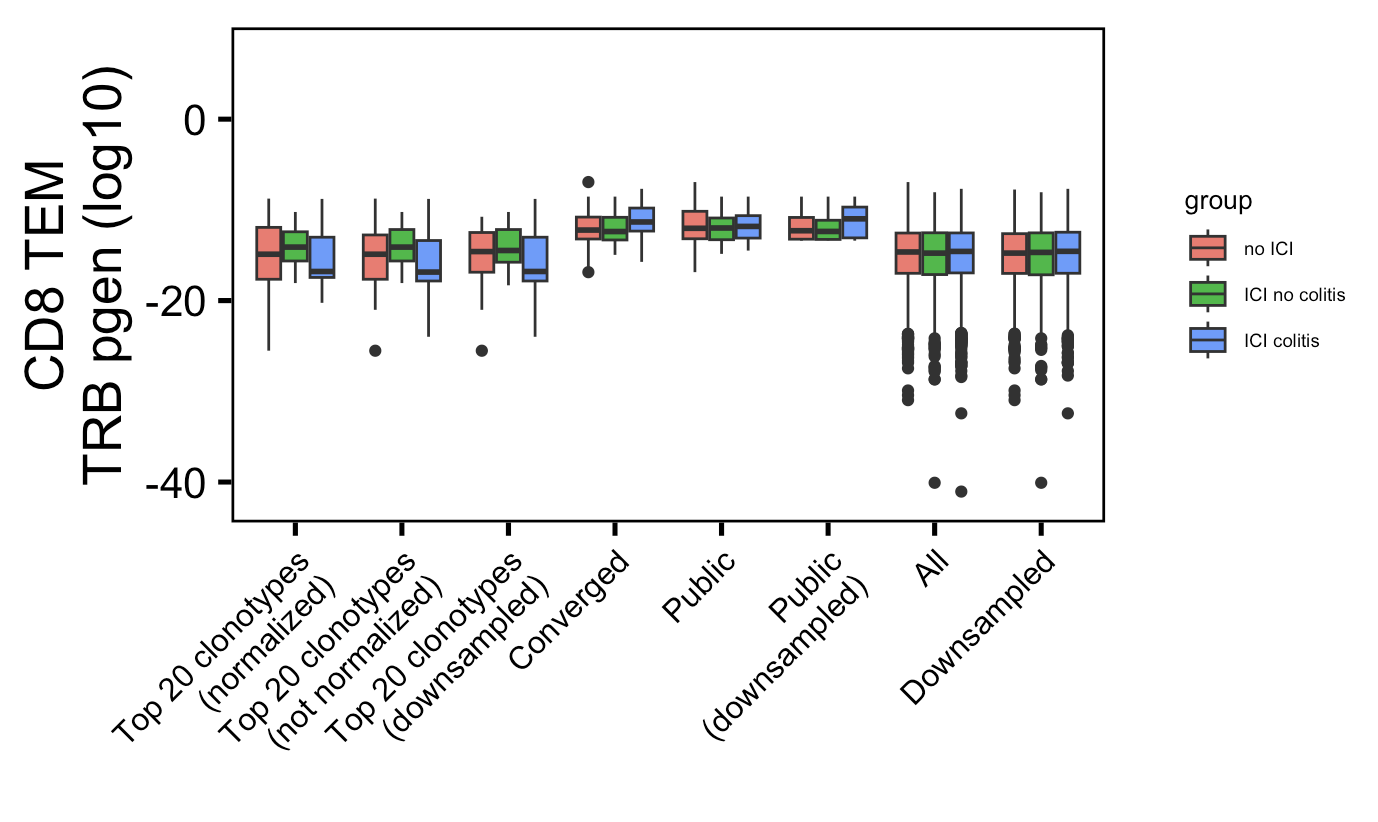 CD8 TEM
TRB pgen (log10)
0
-20
-40
Top 20 clonotypes
(normalized)
Top 20 clonotypes
(not normalized)
Top 20 clonotypes
(downsampled)
Converged
Public
Public
(downsampled)
All
Downsampled
group
no ICI
ICI no colitis
ICI colitis